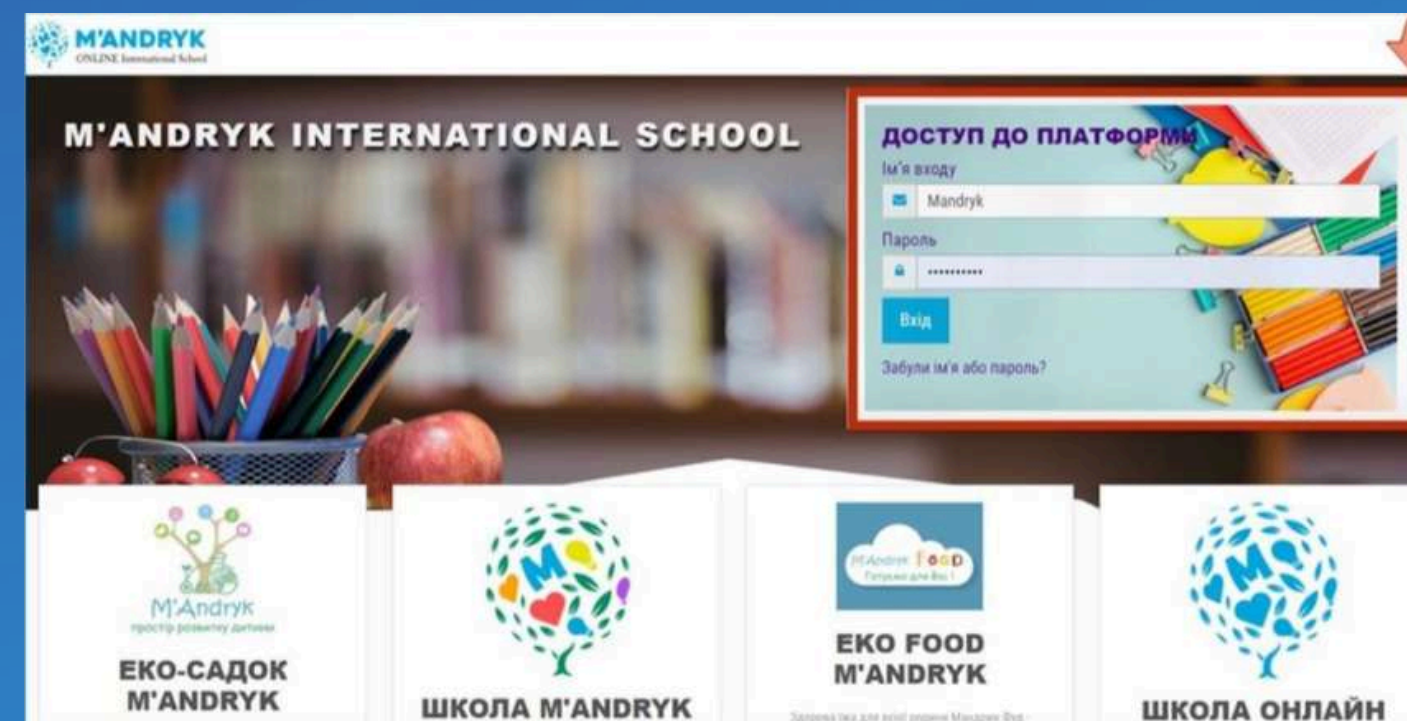 M'ANDRYK
ONLINE International School
M'ANDRYK INTERNATIONAL SCHOOL
ДОСТУП ДО ПЛАТФОРМИ
Ім'я входу
Mandryk
Пароль
••••••••••
Вхід
Забули ім'я або пароль?
M'Andryk
простір розвитку дитини
ЕКО-САДОК
M'ANDRYK
M
ШКОЛА M'ANDRYK
M'Andryk FOOD
Готуємо для Вас !
EKO FOOD
M'ANDRYK
M
ШКОЛА ОНЛАЙН